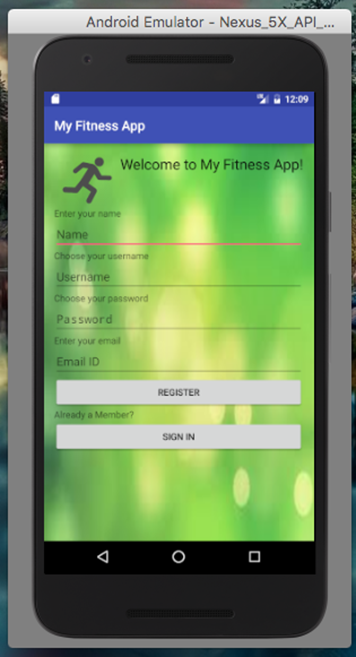 Android Emulator - Nexus_5X_API_...
12:09
My Fitness App
Welcome to My Fitness App!
Enter your name
Name
Choose your username
Username
Choose your password
Password
Enter your email
Email ID
REGISTER
Already a Member?
SIGN IN